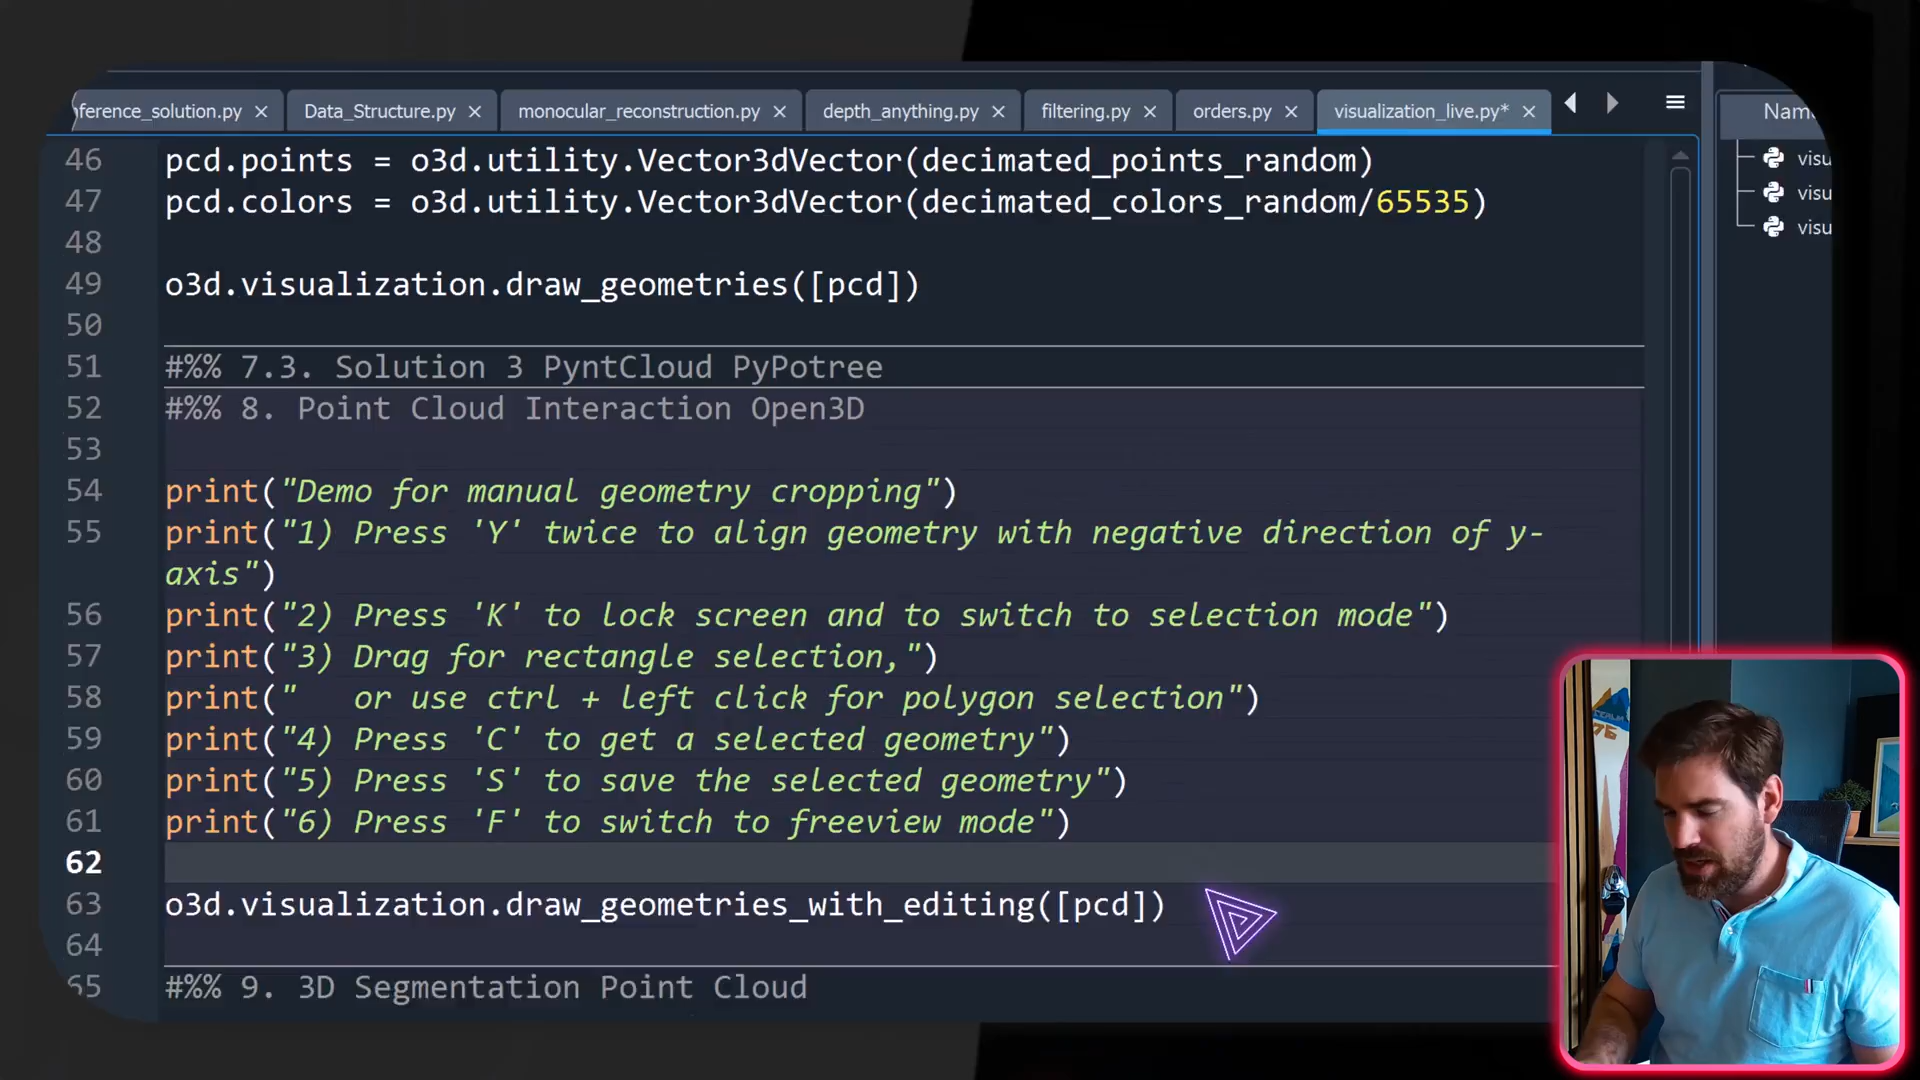 ference_solution.py
Data_Structure.py
monocular_reconstruction.py
depth_anything.py
filtering.py
orders.py
visualization_live.py*
46 pcd.points = o3d.utility.Vector3dVector(decimated_points_random)
47 pcd.colors = o3d.utility.Vector3dVector(decimated_colors_random/65535)
48
49 o3d.visualization.draw_geometries([pcd])
50
51 #%% 7.3. Solution 3 PyntCloud PyPotree
52 #%% 8. Point Cloud Interaction Open3D
53
54 print("Demo for manual geometry cropping")
55 print("1) Press 'Y' twice to align geometry with negative direction of y-
axis")
56 print("2) Press 'K' to lock screen and to switch to selection mode")
57 print("3) Drag for rectangle selection,")
58 print("   or use ctrl + left click for polygon selection")
59 print("4) Press 'C' to get a selected geometry")
60 print("5) Press 'S' to save the selected geometry")
61 print("6) Press 'F' to switch to freeview mode")
62
63 o3d.visualization.draw_geometries_with_editing([pcd])
64
65 #%% 9. 3D Segmentation Point Cloud
Name
visu
visu
visu